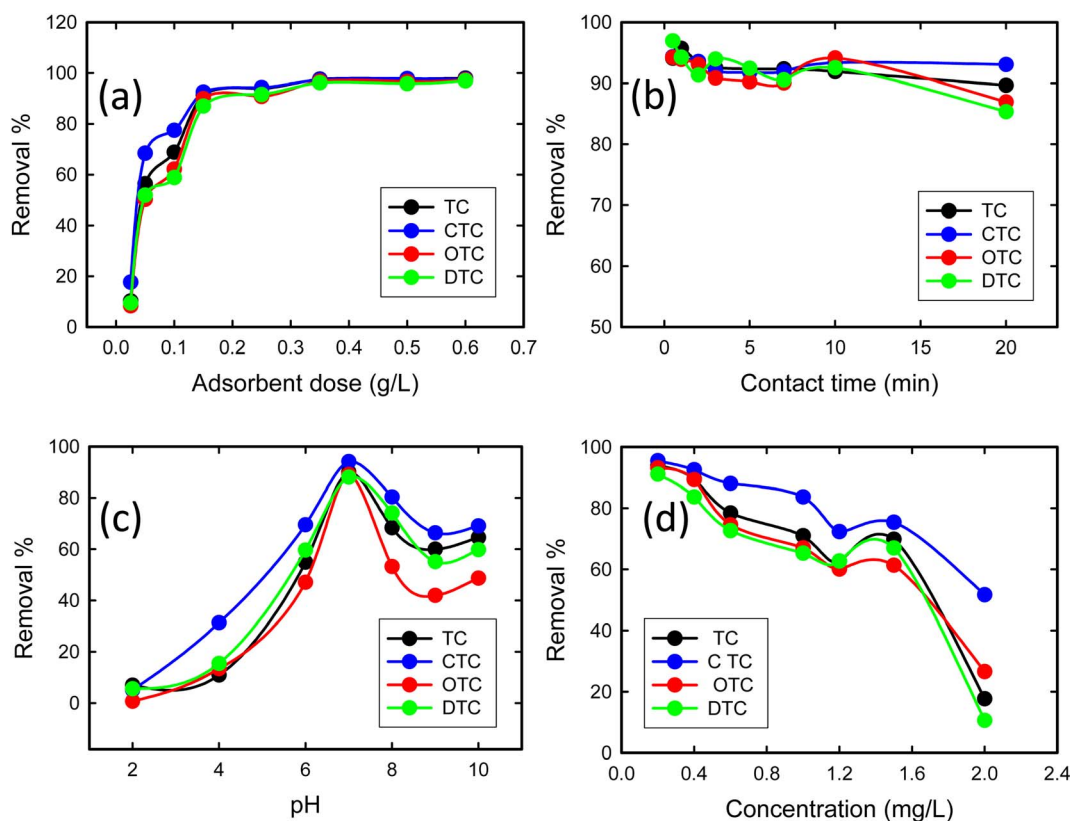 120
100
80
60
40
20
0
Removal %
(a)
TC
CTC
OTC
DTC
0.0 0.1 0.2 0.3 0.4 0.5 0.6 0.7
Adsorbent dose (g/L)
100
90
80
70
60
50
Removal %
(b)
TC
CTC
OTC
DTC
0 5 10 15 20
Contact time (min)
100
80
60
40
20
0
Removal %
(c)
TC
CTC
OTC
DTC
2 4 6 8 10
pH
100
80
60
40
20
0
Removal %
(d)
TC
C TC
OTC
DTC
0.0 0.4 0.8 1.2 1.6 2.0 2.4
Concentration (mg/L)